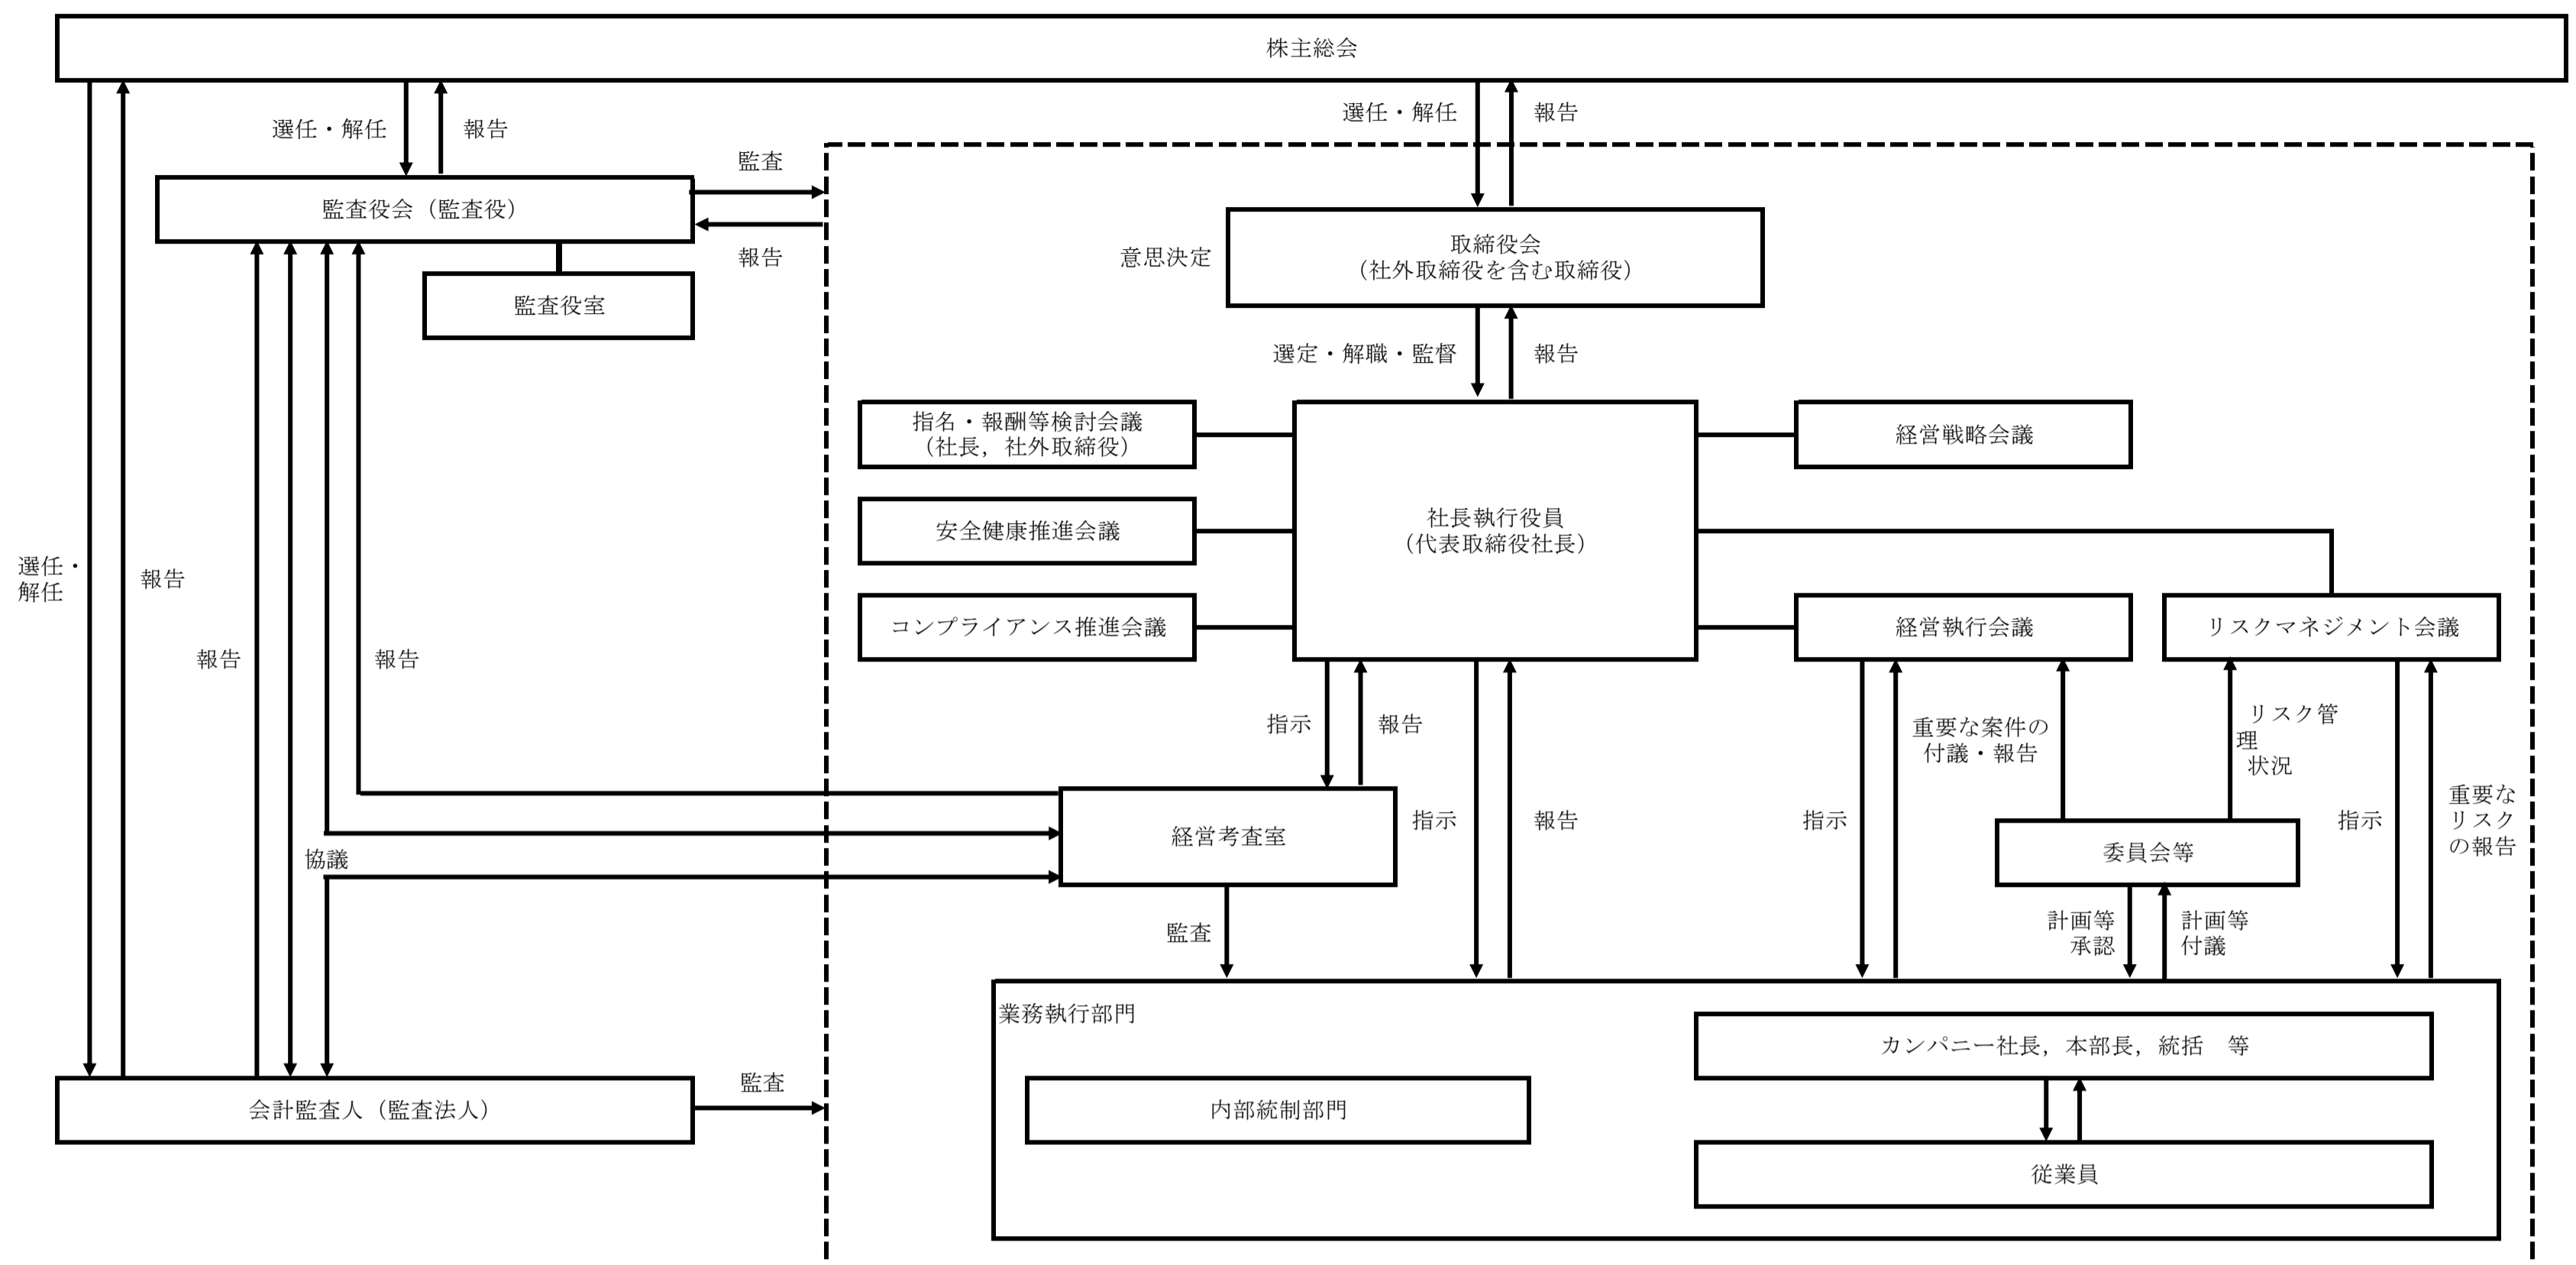 株主総会
選任・解任
報告
選任・解任
報告
監査
監査役会（監査役）
報告
監査役室
意思決定
取締役会
（社外取締役を含む取締役）
選定・解職・監督
報告
指名・報酬等検討会議
（社長，社外取締役）
経営戦略会議
安全健康推進会議
社長執行役員
（代表取締役社長）
選任・
解任
報告
コンプライアンス推進会議
経営執行会議
リスクマネジメント会議
報告
報告
指示
報告
重要な案件の
付議・報告
リスク管
理
状況
経営考査室
指示
報告
指示
委員会等
指示
重要な
リスク
の報告
協議
監査
計画等
承認
計画等
付議
業務執行部門
カンパニー社長，本部長，統括　等
監査
会計監査人（監査法人）
内部統制部門
従業員